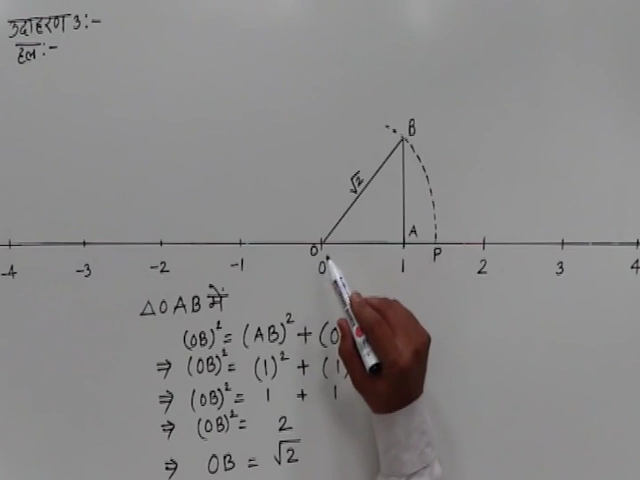 उदाहरण 3:-
हल:-
B
√2
A
O
P
-4 -3 -2 -1 0 1 2 3 4
△OAB में
(OB)² = (AB)² + (O
⇒ (OB)² = (1)² + (1)
⇒ (OB)² = 1 + 1
⇒ (OB)² = 2
⇒ OB = √2